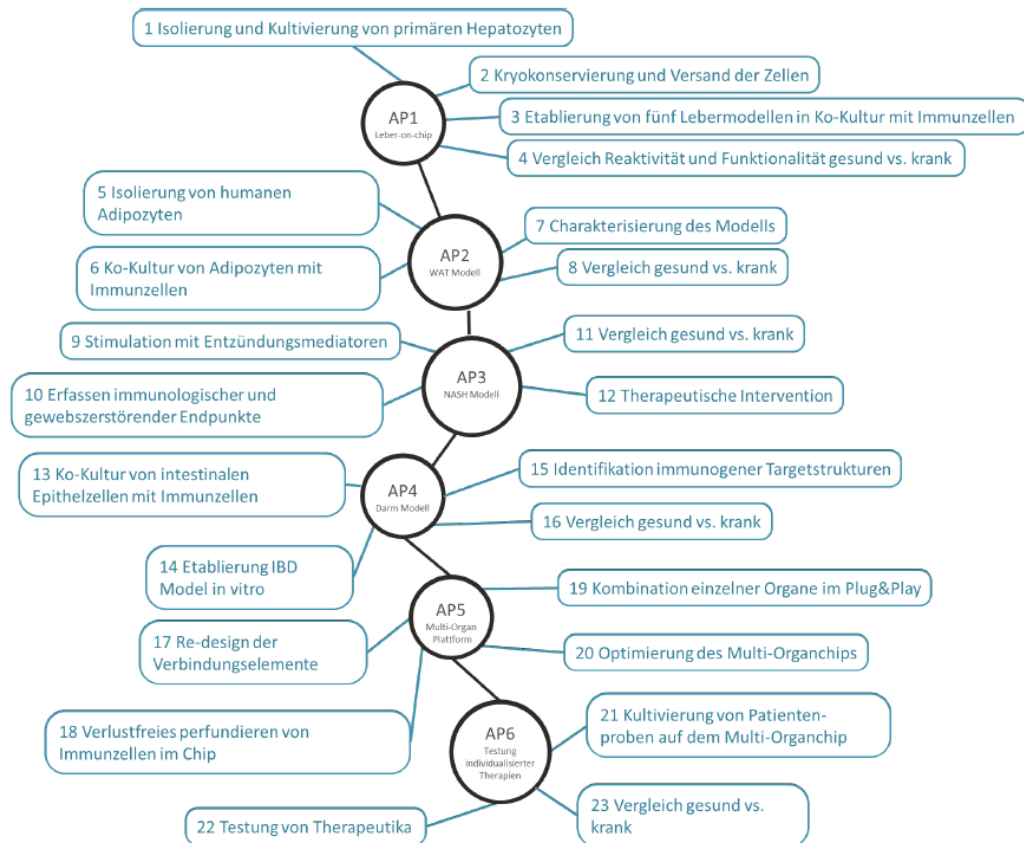 1 Isolierung und Kultivierung von primären Hepatozyten
2 Kryokonservierung und Versand der Zellen
AP1
Leber-on-chip
3 Etablierung von fünf Lebermodellen in Ko-Kultur mit Immunzellen
4 Vergleich Reaktivität und Funktionalität gesund vs. krank
5 Isolierung von humanen
Adipozyten
6 Ko-Kultur von Adipozyten mit
Immunzellen
AP2
WAT Modell
7 Charakterisierung des Modells
8 Vergleich gesund vs. krank
9 Stimulation mit Entzündungsmediatoren
10 Erfassen immunologischer und
gewebszerstörender Endpunkte
AP3
NASH Modell
11 Vergleich gesund vs. krank
12 Therapeutische Intervention
13 Ko-Kultur von intestinalen
Epithelzellen mit Immunzellen
14 Etablierung IBD
Model in vitro
AP4
Darm Modell
15 Identifikation immunogener Targetstrukturen
16 Vergleich gesund vs. krank
17 Re-design der
Verbindungselemente
18 Verlustfreies perfundieren von
Immunzellen im Chip
AP5
Multi-Organ
Plattform
19 Kombination einzelner Organe im Plug&Play
20 Optimierung des Multi-Organchips
AP6
Testung
individualisierter
Therapien
21 Kultivierung von Patienten-
proben auf dem Multi-Organchip
22 Testung von Therapeutika
23 Vergleich gesund vs.
krank